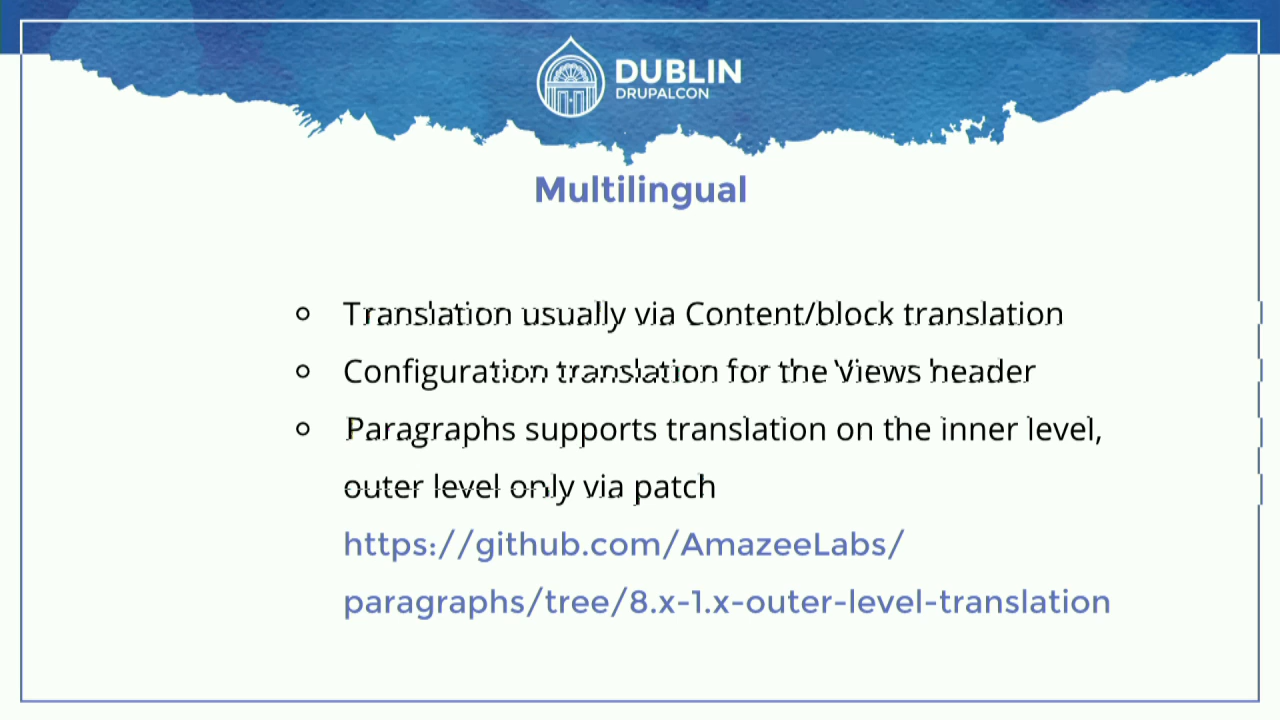 DUBLIN
DRUPALCON
Multilingual
Translation usually via Content/block translation
Configuration translation for the Views header
Paragraphs supports translation on the inner level,
outer level only via patch
https://github.com/AmazeeLabs/
paragraphs/tree/8.x-1.x-outer-level-translation